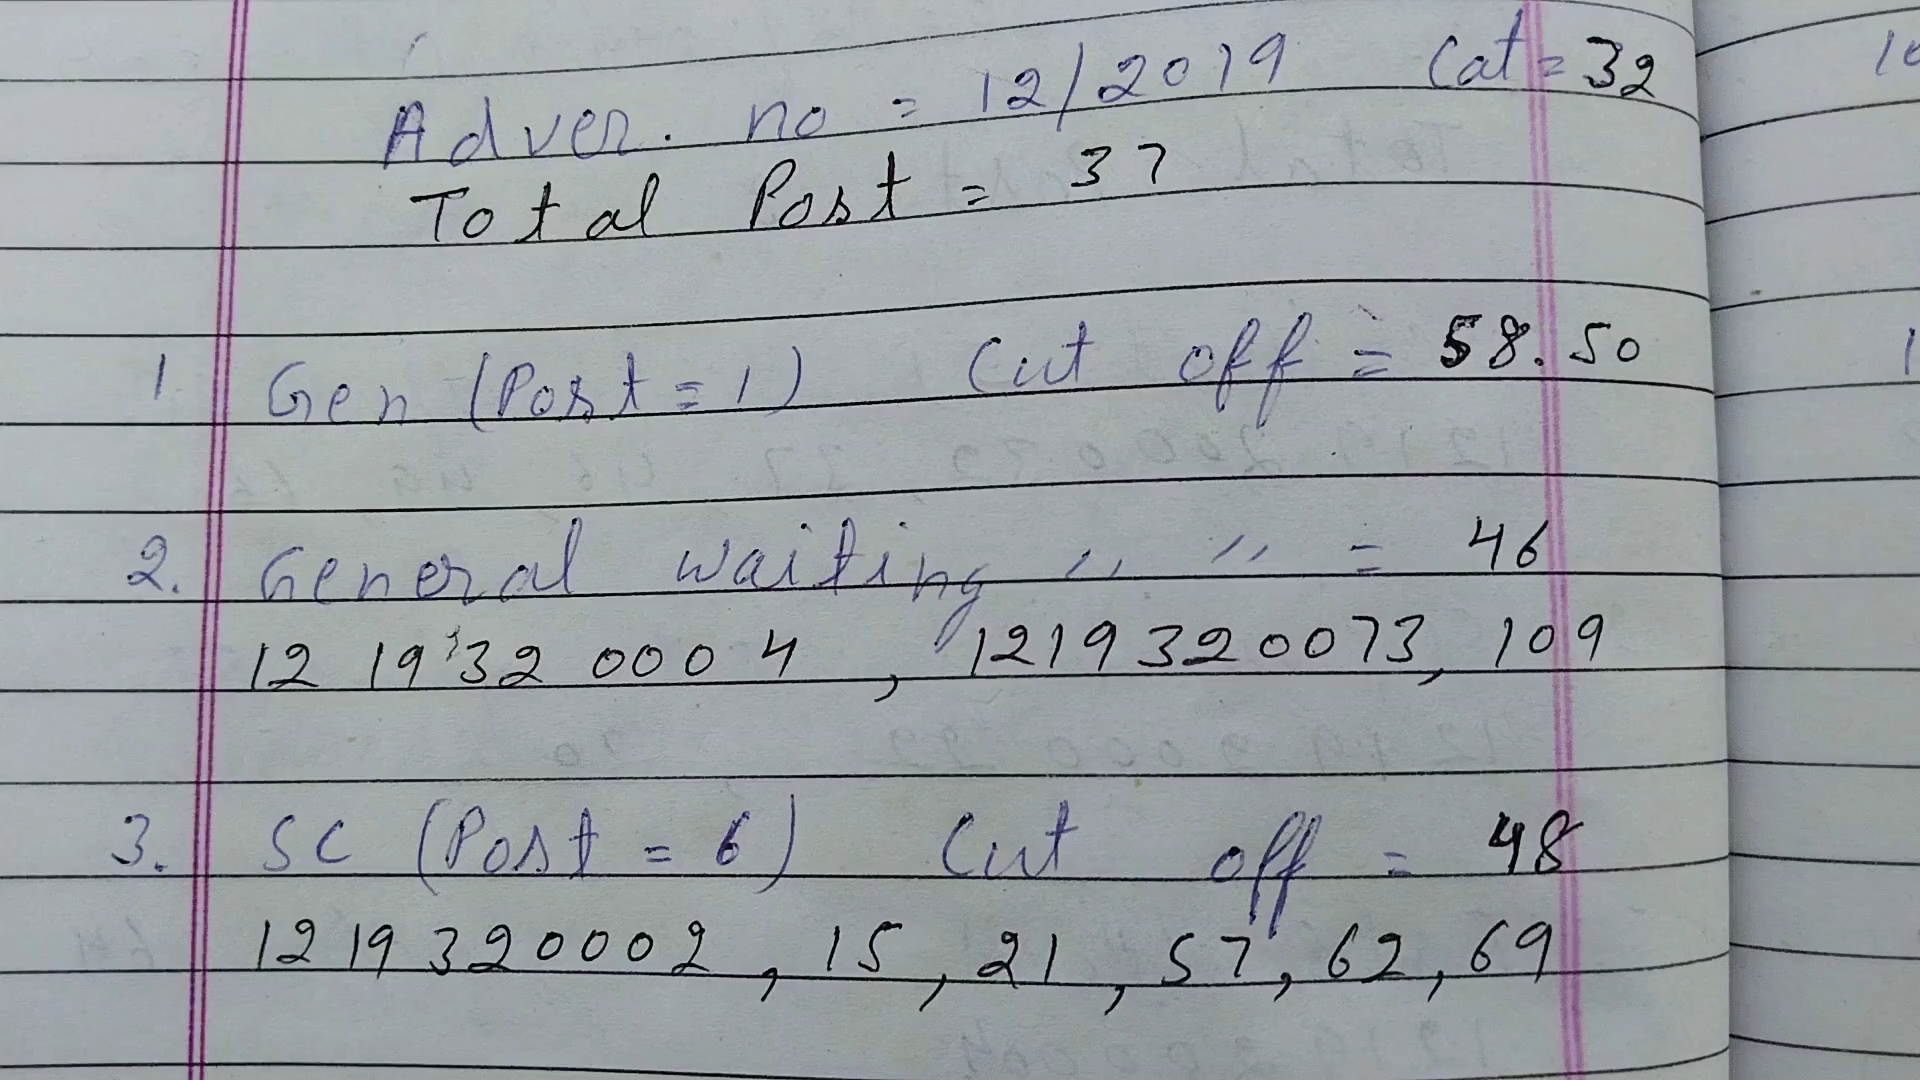 Adver. no = 12/2019 Cat = 32
Total Post = 37
1 Gen (Post = 1) Cut off = 58.50
2. General waiting " " = 46
12 19 32 000 4, 1219320073, 109
3. SC (Post = 6) Cut off = 48
1219320002, 15, 21, 57, 62, 69